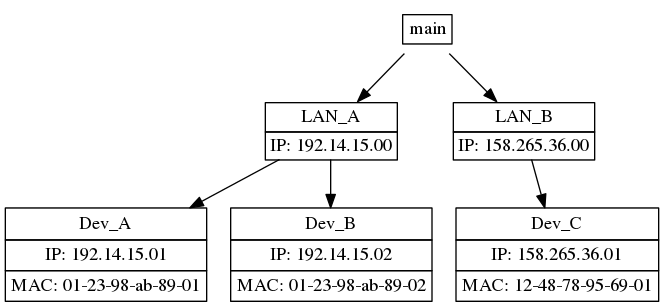 main
LAN_A
IP: 192.14.15.00
LAN_B
IP: 158.265.36.00
Dev_A
IP: 192.14.15.01
MAC: 01-23-98-ab-89-01
Dev_B
IP: 192.14.15.02
MAC: 01-23-98-ab-89-02
Dev_C
IP: 158.265.36.01
MAC: 12-48-78-95-69-01